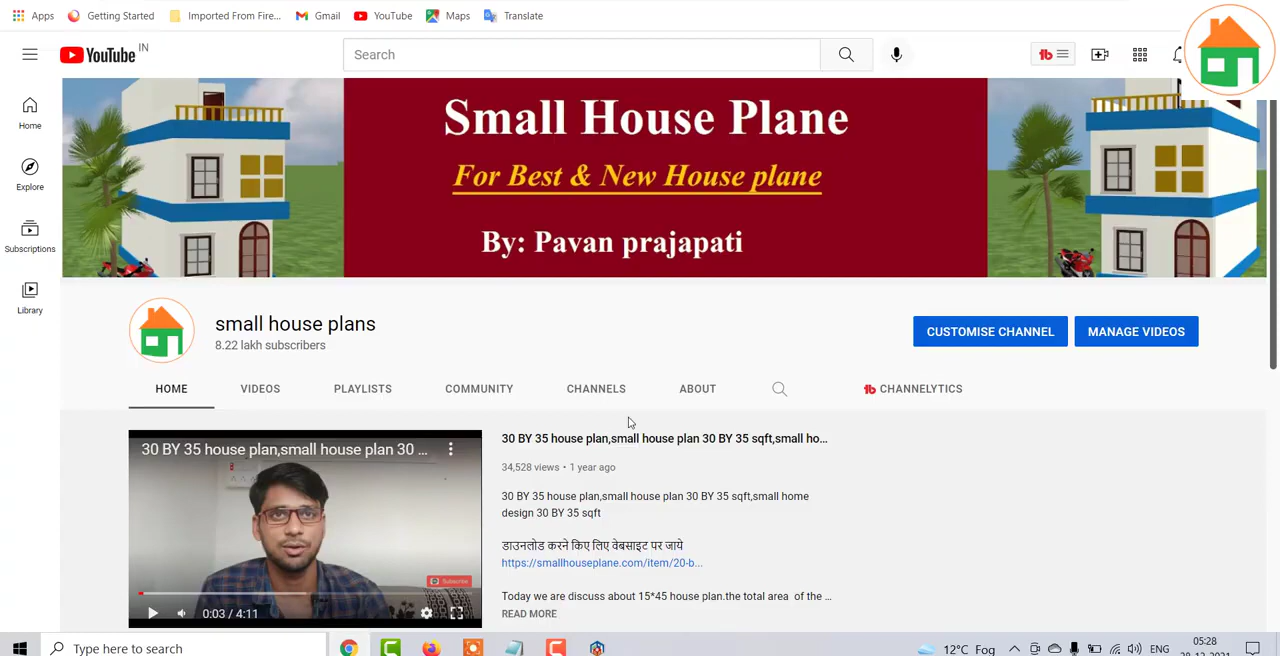 Apps Getting Started Imported From Fire... Gmail YouTube Maps Translate
YouTube IN
Search
Home
Explore
Subscriptions
Library
Small House Plane
For Best & New House plane
By: Pavan prajapati
small house plans
8.22 lakh subscribers
CUSTOMISE CHANNEL MANAGE VIDEOS
HOME VIDEOS PLAYLISTS COMMUNITY CHANNELS ABOUT CHANNELYTICS
30 BY 35 house plan,small house plan 30 ...
Subscribe
0:03 / 4:11
30 BY 35 house plan,small house plan 30 BY 35 sqft,small ho...
34,528 views • 1 year ago
30 BY 35 house plan,small house plan 30 BY 35 sqft,small home
design 30 BY 35 sqft
डाउनलोड करने किए लिए वेबसाइट पर जाये
https://smallhouseplane.com/item/20-b...
Today we are discuss about 15*45 house plan.the total area of the ...
READ MORE
Type here to search
12°C Fog
ENG
05:28
28-12-2021